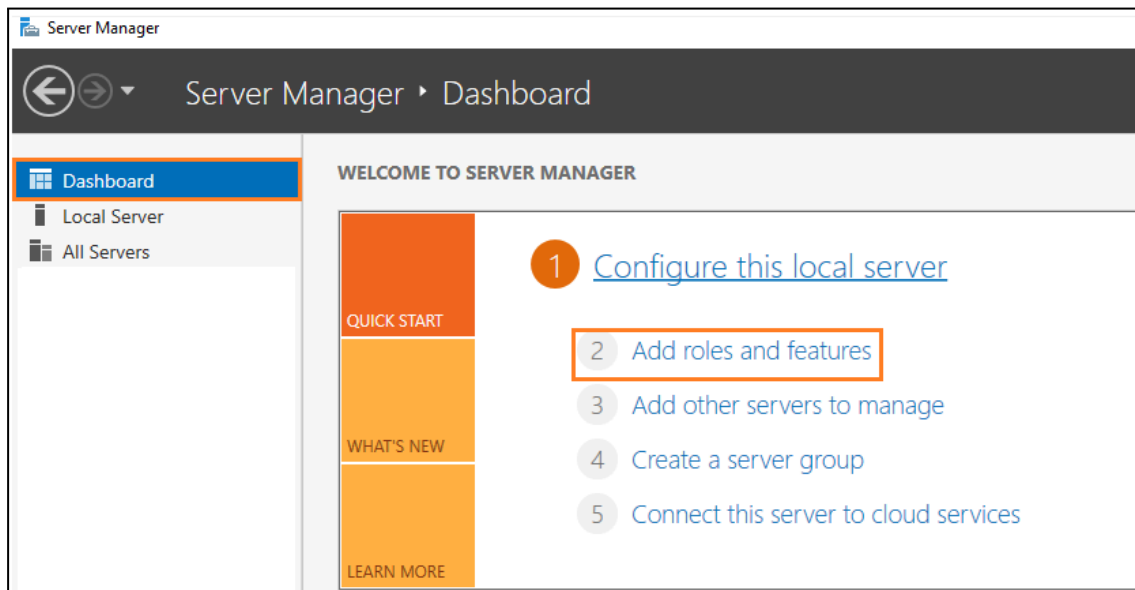 Server Manager
Server Manager ‣ Dashboard
Dashboard
Local Server
All Servers
WELCOME TO SERVER MANAGER
QUICK START
WHAT'S NEW
LEARN MORE
1 Configure this local server
2 Add roles and features
3 Add other servers to manage
4 Create a server group
5 Connect this server to cloud services